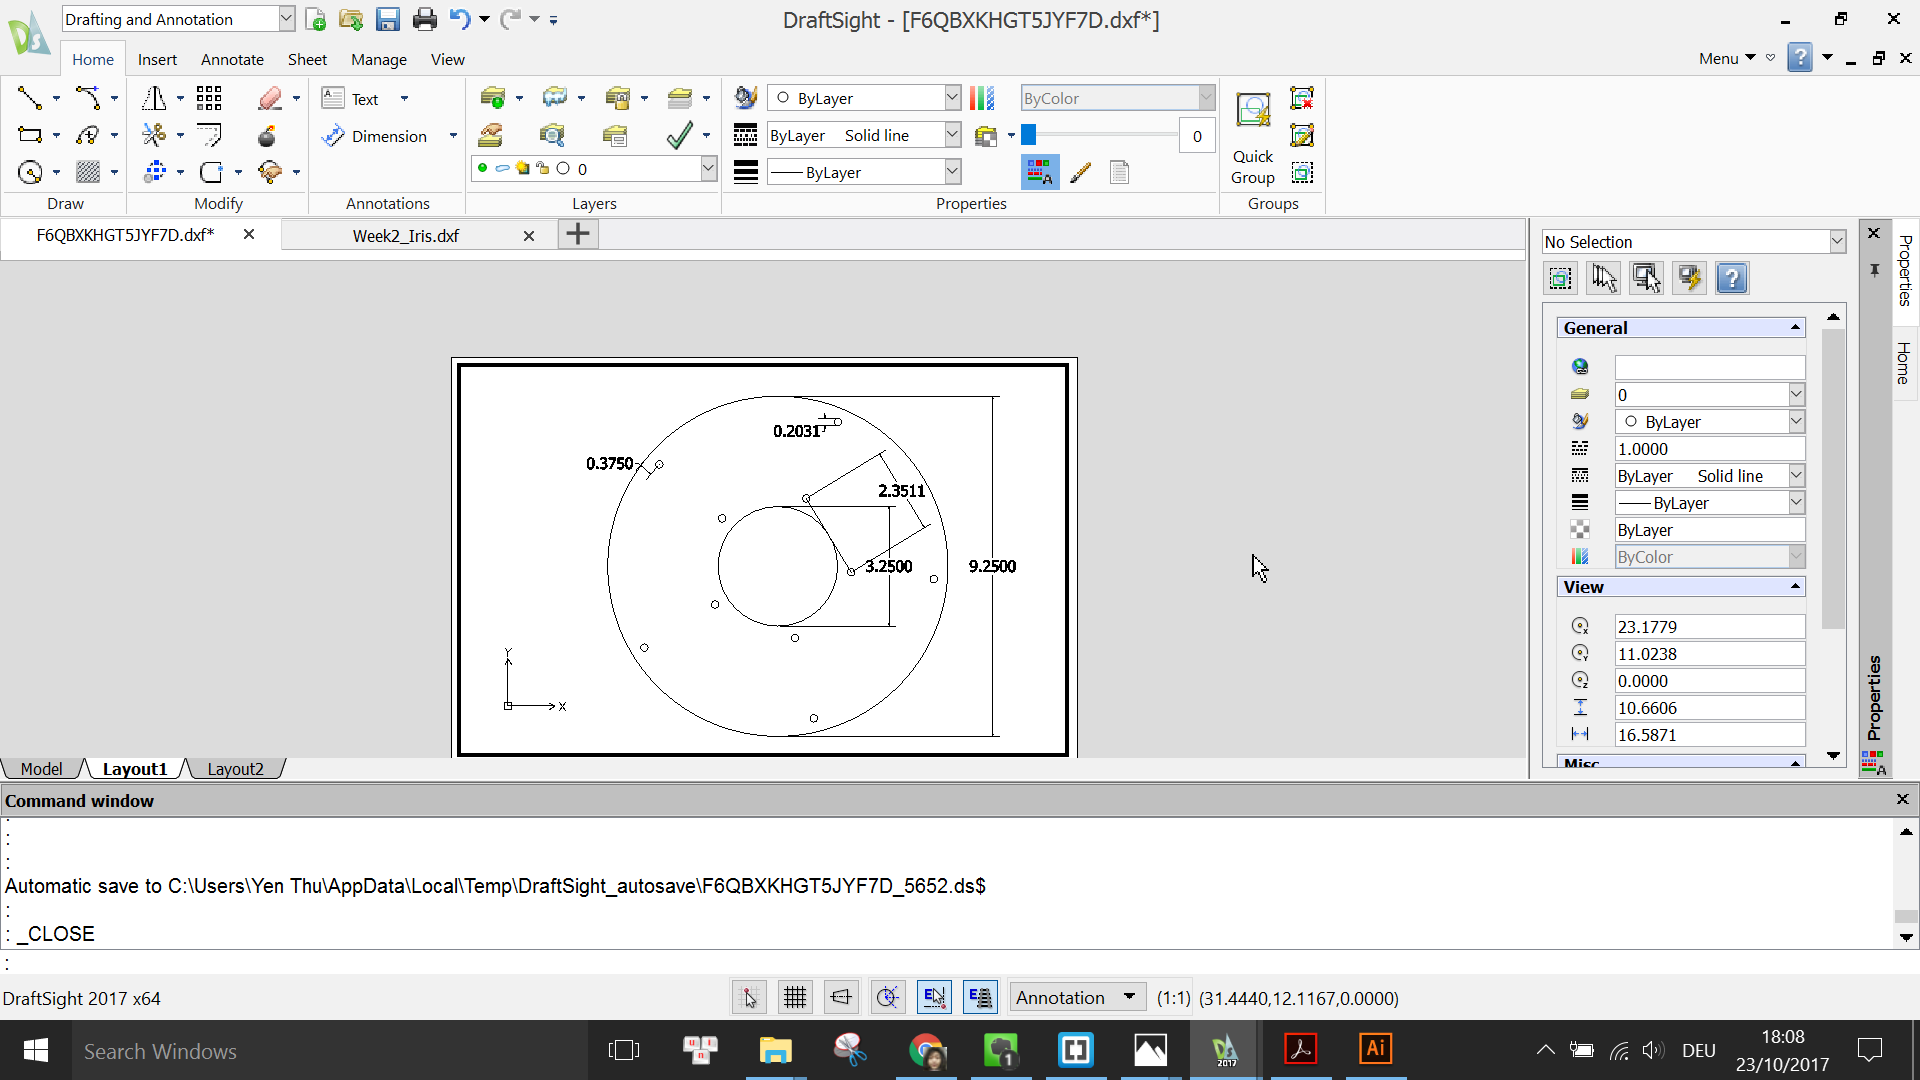 Drafting and Annotation
DraftSight - [F6QBXKHGT5JYF7D.dxf*]
Home Insert Annotate Sheet Manage View
Menu
Text
Dimension
ByLayer
ByLayer Solid line
ByLayer
ByColor
0
0
Quick
Group
Draw Modify Annotations Layers Properties Groups
F6QBXKHGT5JYF7D.dxf*
Week2_Iris.dxf
0.2031
0.3750
2.3511
3.2500
9.2500
Y
X
Model Layout1 Layout2
No Selection
General
0
ByLayer
1.0000
ByLayer Solid line
ByLayer
ByLayer
ByColor
View
23.1779
11.0238
0.0000
10.6606
16.5871
Misc
Properties
Home
Properties
Command window
:
:
:
Automatic save to C:\Users\Yen Thu\AppData\Local\Temp\DraftSight_autosave\F6QBXKHGT5JYF7D_5652.ds$
:
: _CLOSE
:
DraftSight 2017 x64
Annotation
(1:1) (31.4440,12.1167,0.0000)
Search Windows
u i n
1
2017
Ai
DEU
18:08
23/10/2017